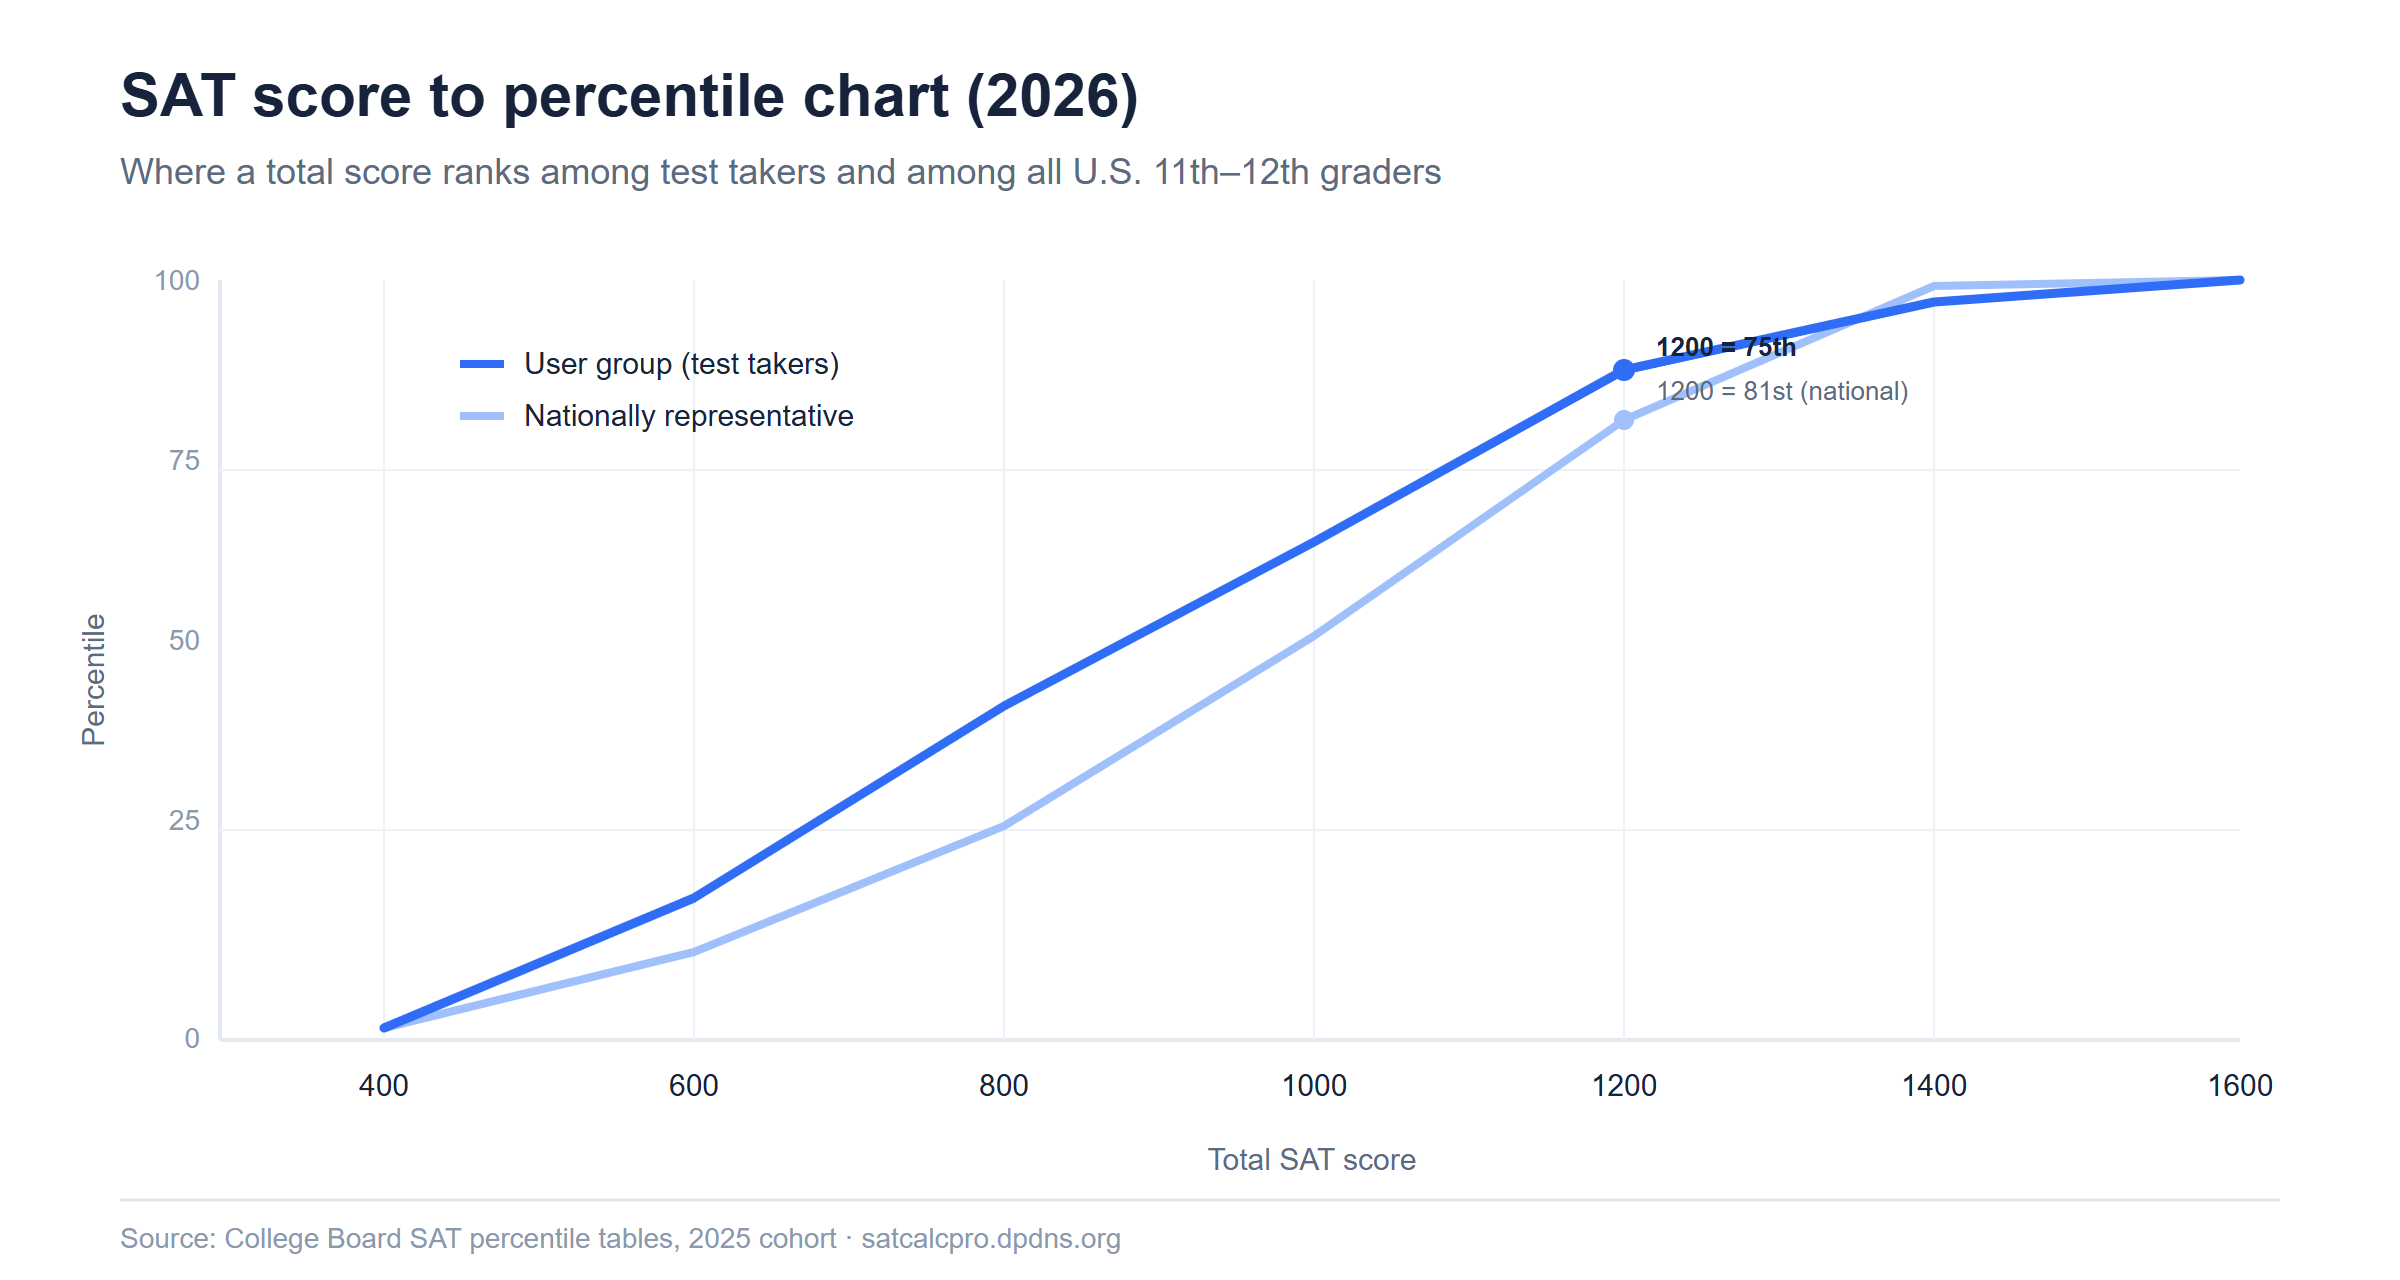 SAT score to percentile chart (2026)
Where a total score ranks among test takers and among all U.S. 11th–12th graders
100
75
50
25
0
Percentile
User group (test takers)
Nationally representative
1200 = 75th
1200 = 81st (national)
400 600 800 1000 1200 1400 1600
Total SAT score
Source: College Board SAT percentile tables, 2025 cohort · satcalcpro.dpdns.org